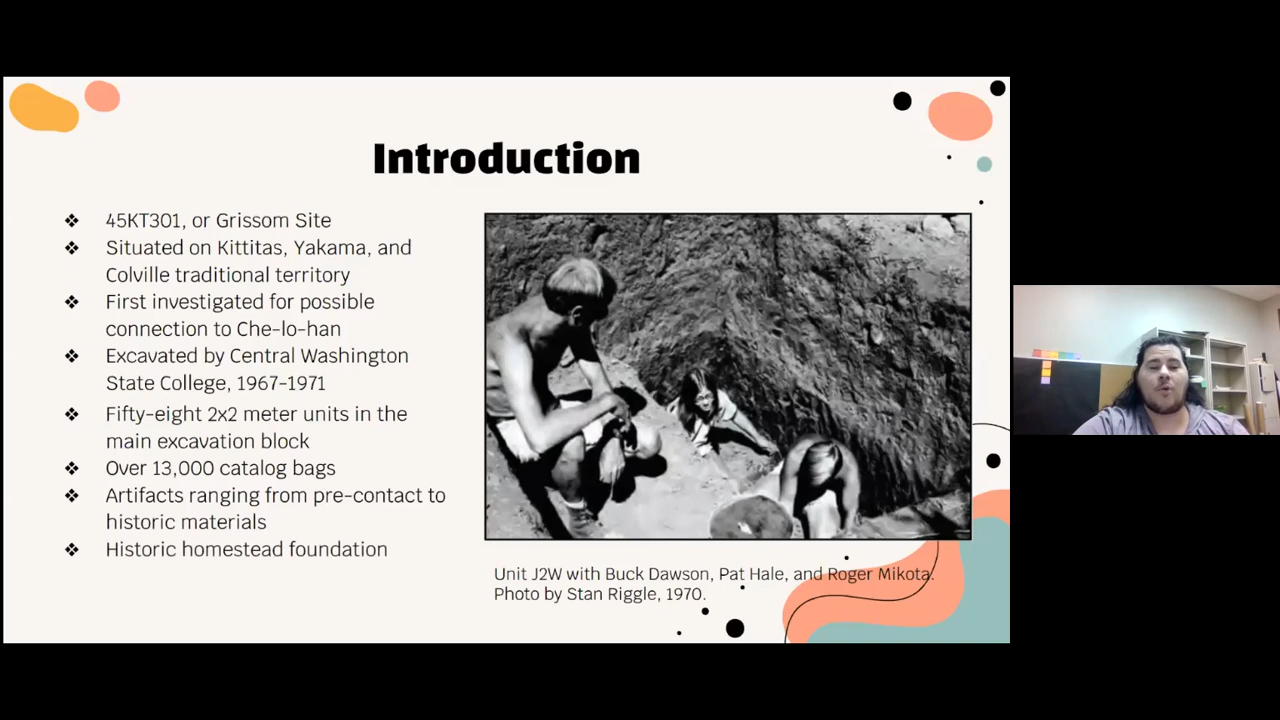 Introduction
❖ 45KT301, or Grissom Site
❖ Situated on Kittitas, Yakama, and
Colville traditional territory
❖ First investigated for possible
connection to Che-lo-han
❖ Excavated by Central Washington
State College, 1967-1971
❖ Fifty-eight 2x2 meter units in the
main excavation block
❖ Over 13,000 catalog bags
❖ Artifacts ranging from pre-contact to
historic materials
❖ Historic homestead foundation
Unit J2W with Buck Dawson, Pat Hale, and Roger Mikota.
Photo by Stan Riggle, 1970.